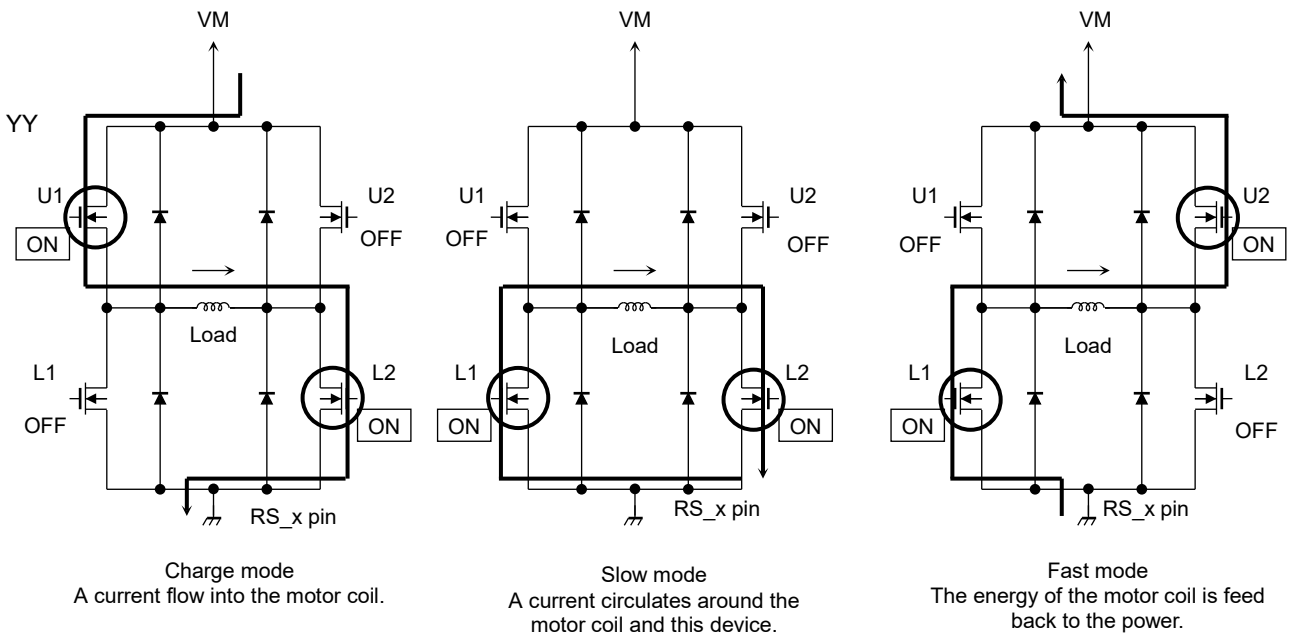 VM
YY
U1
ON
U2
OFF
Load
L1
OFF
L2
ON
RS_x pin
Charge mode
A current flow into the motor coil.
VM
U1
OFF
U2
OFF
Load
L1
ON
L2
ON
RS_x pin
Slow mode
A current circulates around the
motor coil and this device.
VM
U1
OFF
U2
ON
Load
L1
ON
L2
OFF
RS_x pin
Fast mode
The energy of the motor coil is feed
back to the power.